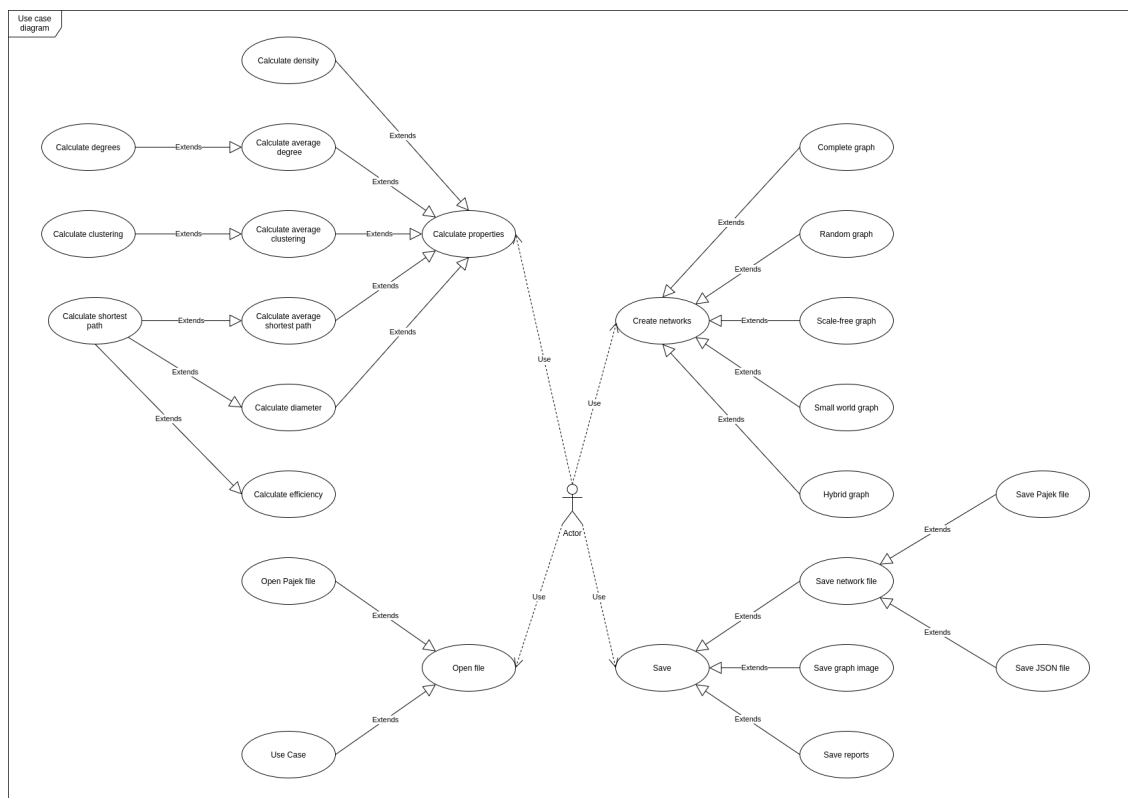 Use case
diagram
Calculate density
Extends
Calculate degrees
Extends
Calculate average
degree
Extends
Complete graph
Extends
Calculate clustering
Extends
Calculate average
clustering
Extends
Calculate properties
Random graph
Extends
Calculate shortest
path
Extends
Calculate average
shortest path
Extends
Create networks
Extends
Scale-free graph
Extends
Use
Extends
Extends
Calculate diameter
Use
Small world graph
Extends
Extends
Calculate efficiency
Hybrid graph
Save Pajek file
Actor
Extends
Open Pajek file
Extends
Use
Use
Save network file
Extends
Extends
Open file
Save
Extends
Save graph image
Save JSON file
Extends
Extends
Use Case
Save reports